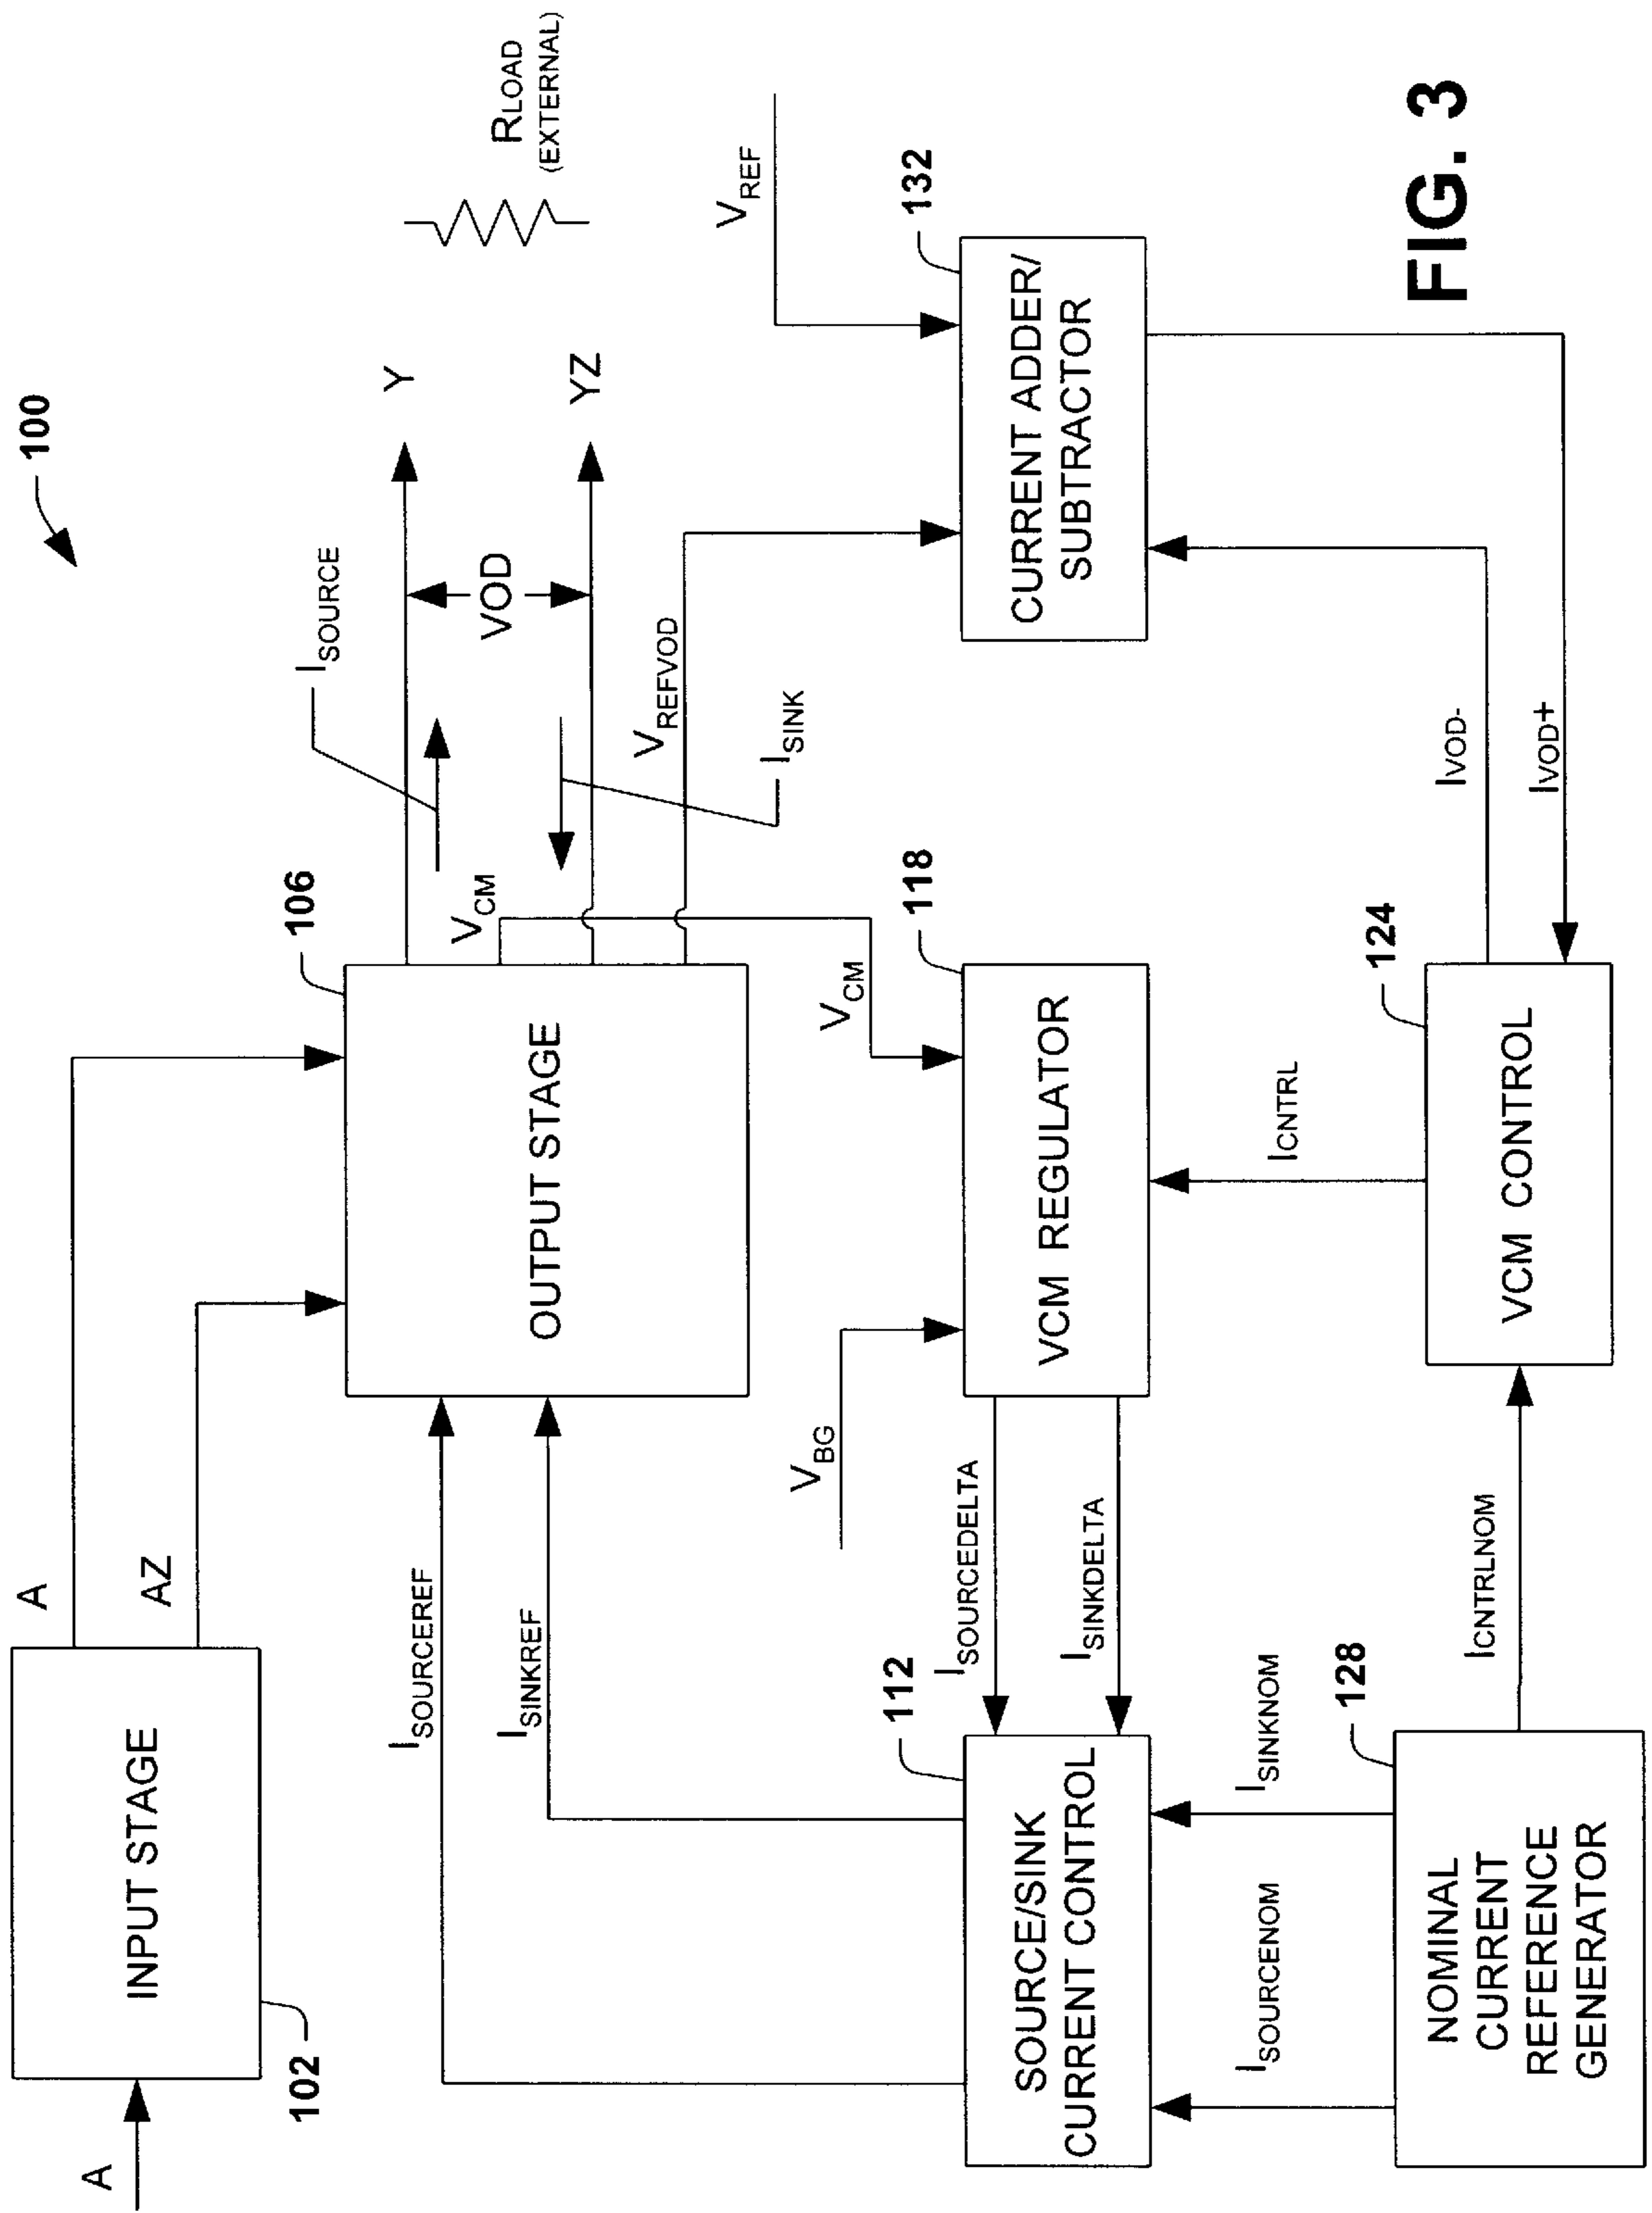 100
A
INPUT STAGE
102
A
AZ
106
OUTPUT STAGE
ISOURCE
Y
VOD
YZ
RLOAD
(EXTERNAL)
VCM
ISINK
VREFVOD
VREF
ISOURCEREF
ISINKREF
VBG
VCM
118
VCM REGULATOR
132
CURRENT ADDER/
SUBTRACTOR
ISOURCEDELTA
ISINKDELTA
112
SOURCE/SINK
CURRENT CONTROL
ICNTRL
ISOURCENOM
ISINKNOM
128
NOMINAL
CURRENT
REFERENCE
GENERATOR
ICNTRLNOM
124
VCM CONTROL
IVOD-
IVOD+
FIG. 3